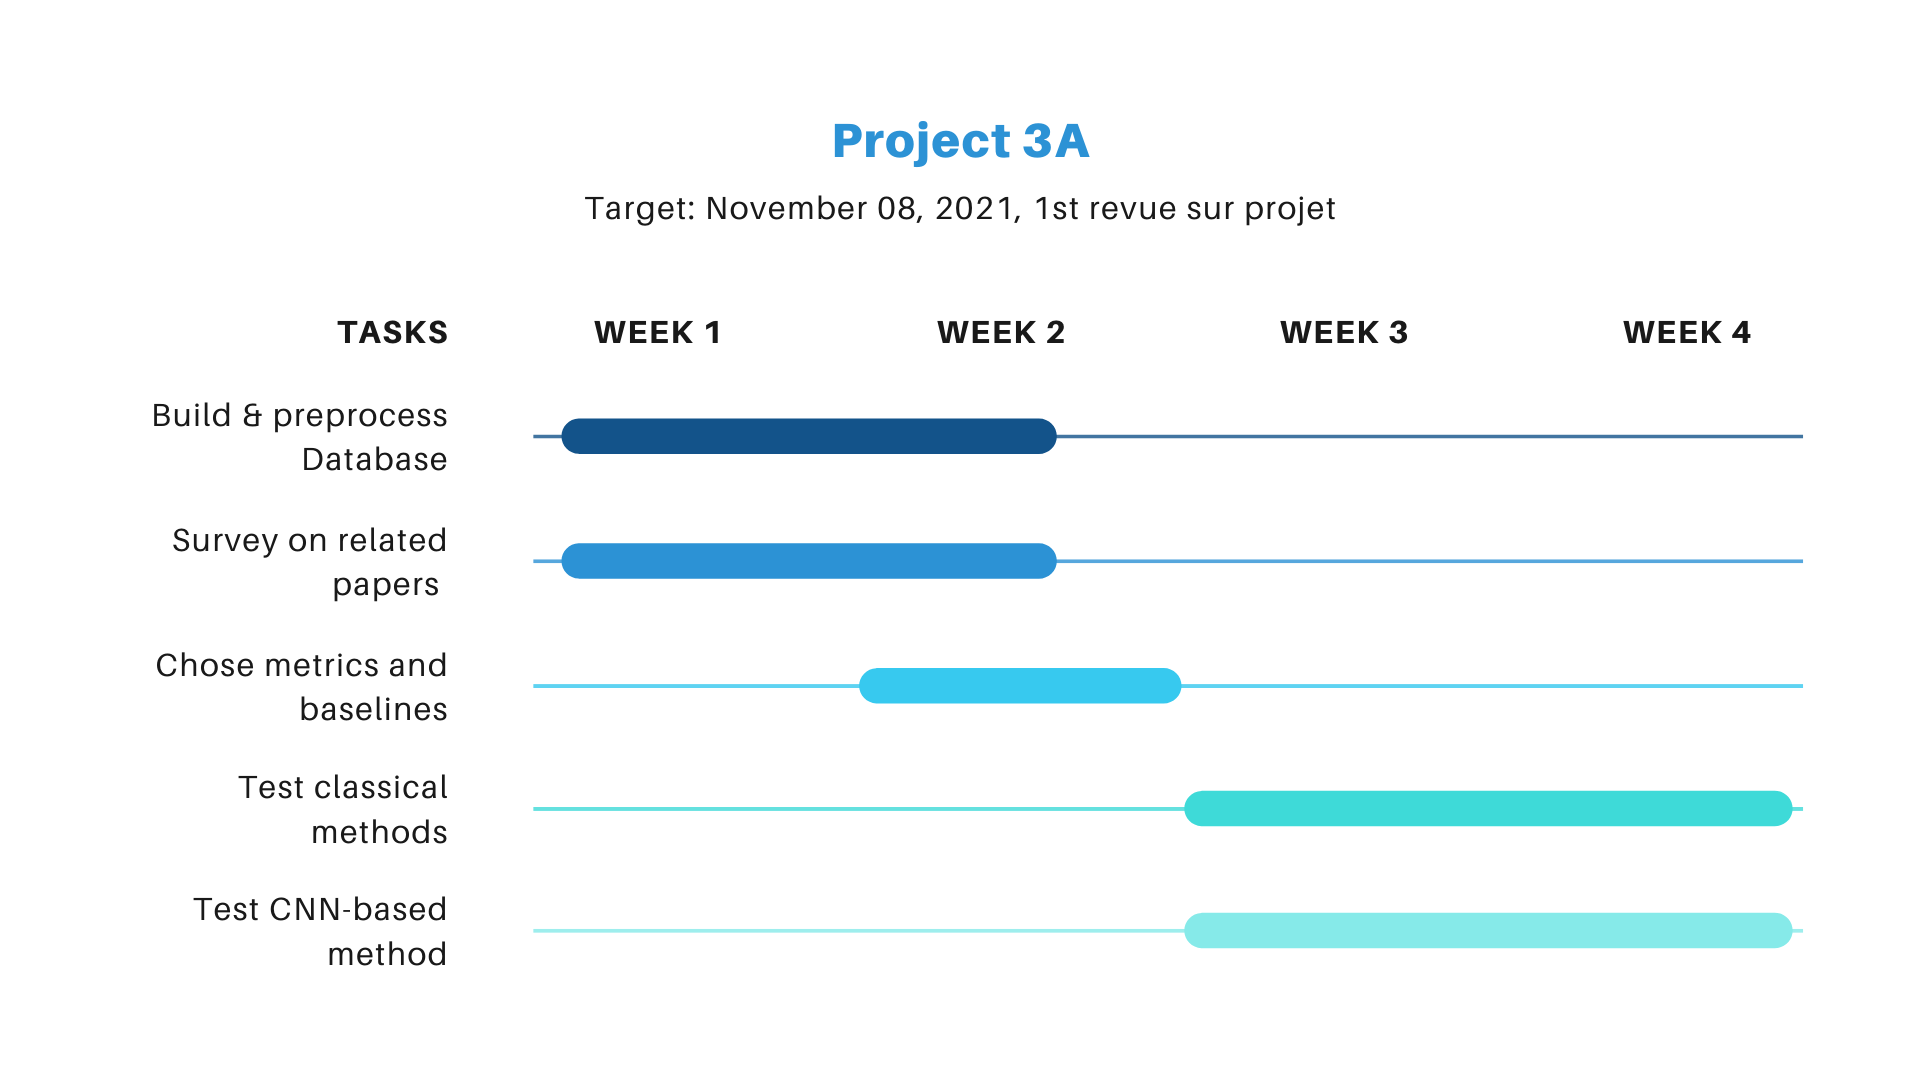 Project 3A
Target: November 08, 2021, 1st revue sur projet
TASKS WEEK 1 WEEK 2 WEEK 3 WEEK 4
Build & preprocess
Database
Survey on related
papers
Chose metrics and
baselines
Test classical
methods
Test CNN-based
method